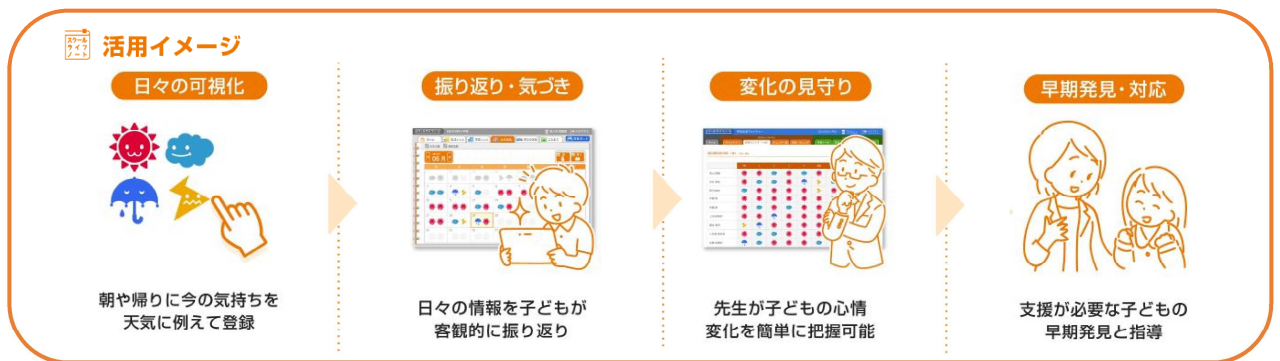 スクール
ライフ
ノート
活用イメージ
日々の可視化
振り返り・気づき
変化の見守り
早期発見・対応
06月
朝や帰りに今の気持ちを
天気に例えて登録
日々の情報を子どもが
客観的に振り返り
先生が子どもの心情
変化を簡単に把握可能
支援が必要な子どもの
早期発見と指導